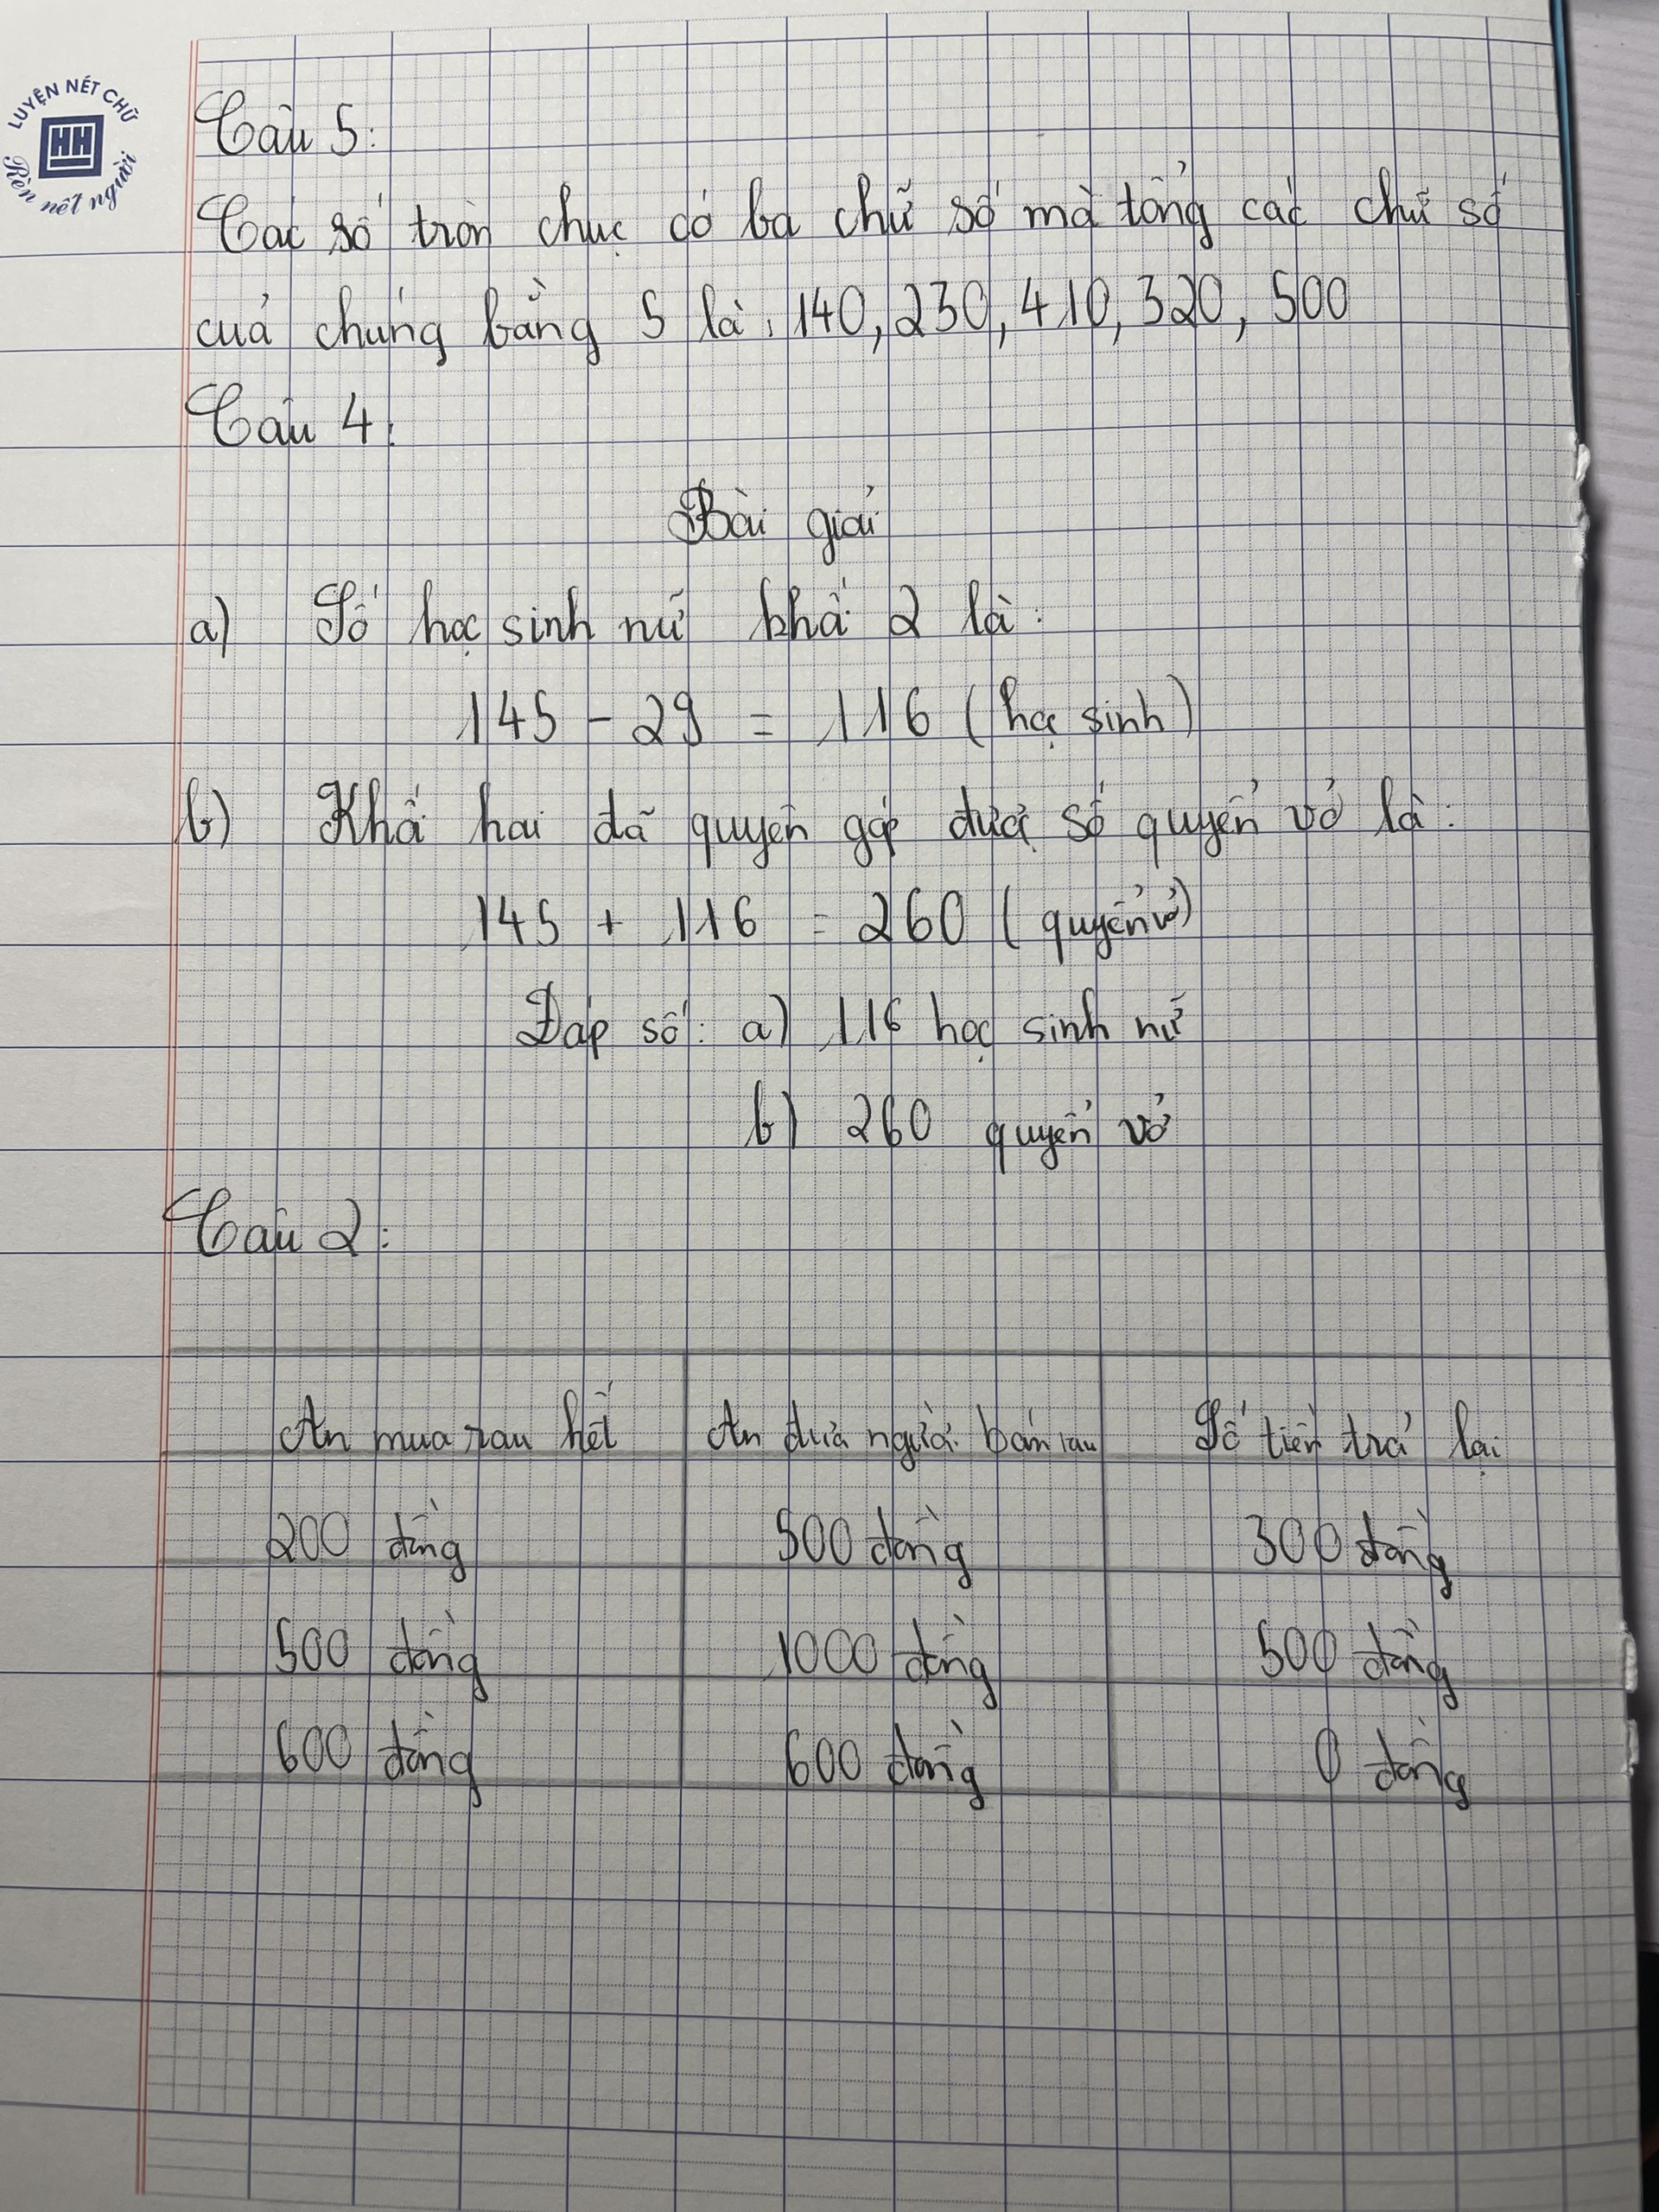 LUYỆN NÉT CHỮ
HH
Rèn nết người
Câu 5:
Các số tròn chục có ba chữ số mà tổng các chữ số
của chúng bằng 5 là: 140, 230, 410, 320, 500
Câu 4:
Bài giải
a) Số học sinh nữ khối 2 là:
145 - 29 = 116 (học sinh)
b) Khối hai đã quyên góp được số quyển vở là:
145 + 116 = 260 (quyển vở)
Đáp số: a) 116 học sinh nữ
b) 260 quyển vở
Câu 2:
An mua rau hết An đưa người bán rau Số tiền trả lại
200 đồng 500 đồng 300 đồng
500 đồng 1000 đồng 500 đồng
600 đồng 600 đồng 0 đồng